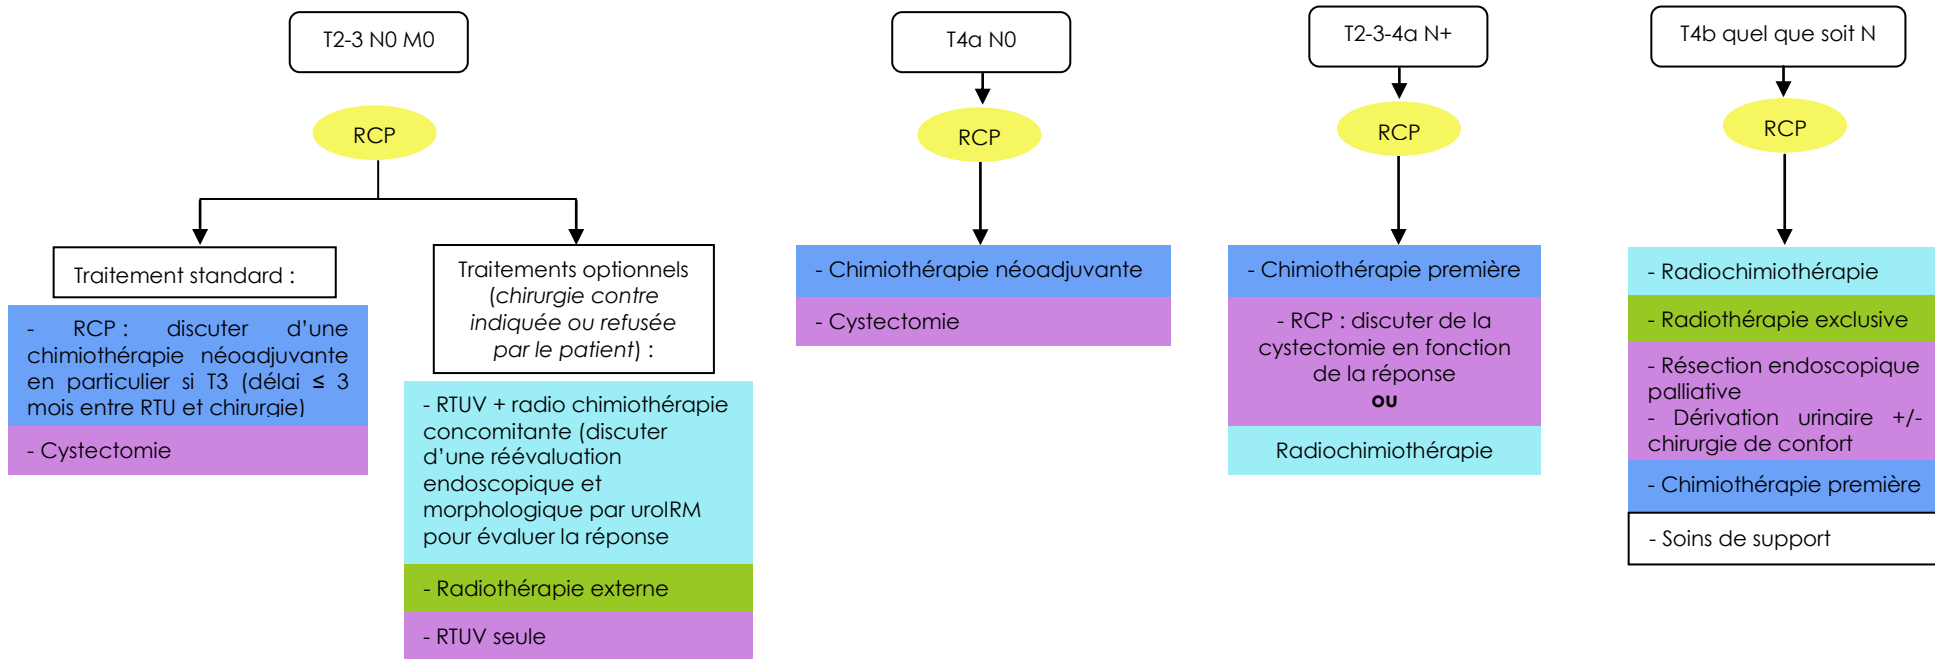 T2-3 N0 M0
RCP
Traitement standard :
- RCP : discuter d’une
chimiothérapie néoadjuvante
en particulier si T3 (délai ≤ 3
mois entre RTU et chirurgie)
- Cystectomie
Traitements optionnels
(chirurgie contre
indiquée ou refusée
par le patient) :
- RTUV + radio chimiothérapie
concomitante (discuter
d’une réévaluation
endoscopique et
morphologique par uroIRM
pour évaluer la réponse
- Radiothérapie externe
- RTUV seule
T4a N0
RCP
- Chimiothérapie néoadjuvante
- Cystectomie
T2-3-4a N+
RCP
- Chimiothérapie première
- RCP : discuter de la
cystectomie en fonction
de la réponse
ou
Radiochimiothérapie
T4b quel que soit N
RCP
- Radiochimiothérapie
- Radiothérapie exclusive
- Résection endoscopique
palliative
- Dérivation urinaire +/-
chirurgie de confort
- Chimiothérapie première
- Soins de support